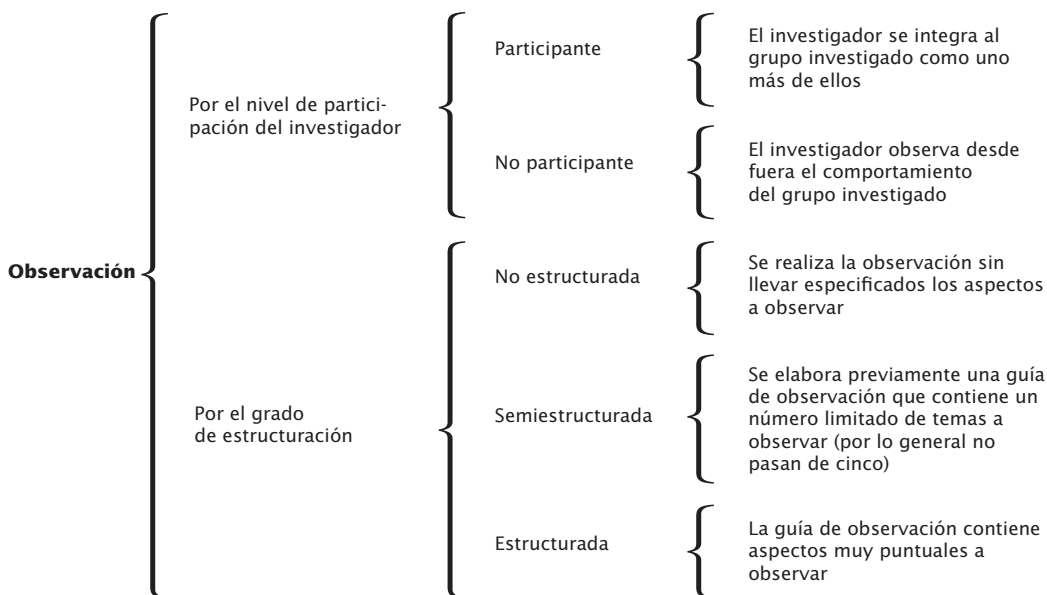 Observación
Por el nivel de partici-
pación del investigador
Participante
El investigador se integra al
grupo investigado como uno
más de ellos
No participante
El investigador observa desde
fuera el comportamiento
del grupo investigado
Por el grado
de estructuración
No estructurada
Se realiza la observación sin
llevar especificados los aspectos
a observar
Semiestructurada
Se elabora previamente una guía
de observación que contiene un
número limitado de temas a
observar (por lo general no
pasan de cinco)
Estructurada
La guía de observación contiene
aspectos muy puntuales a
observar